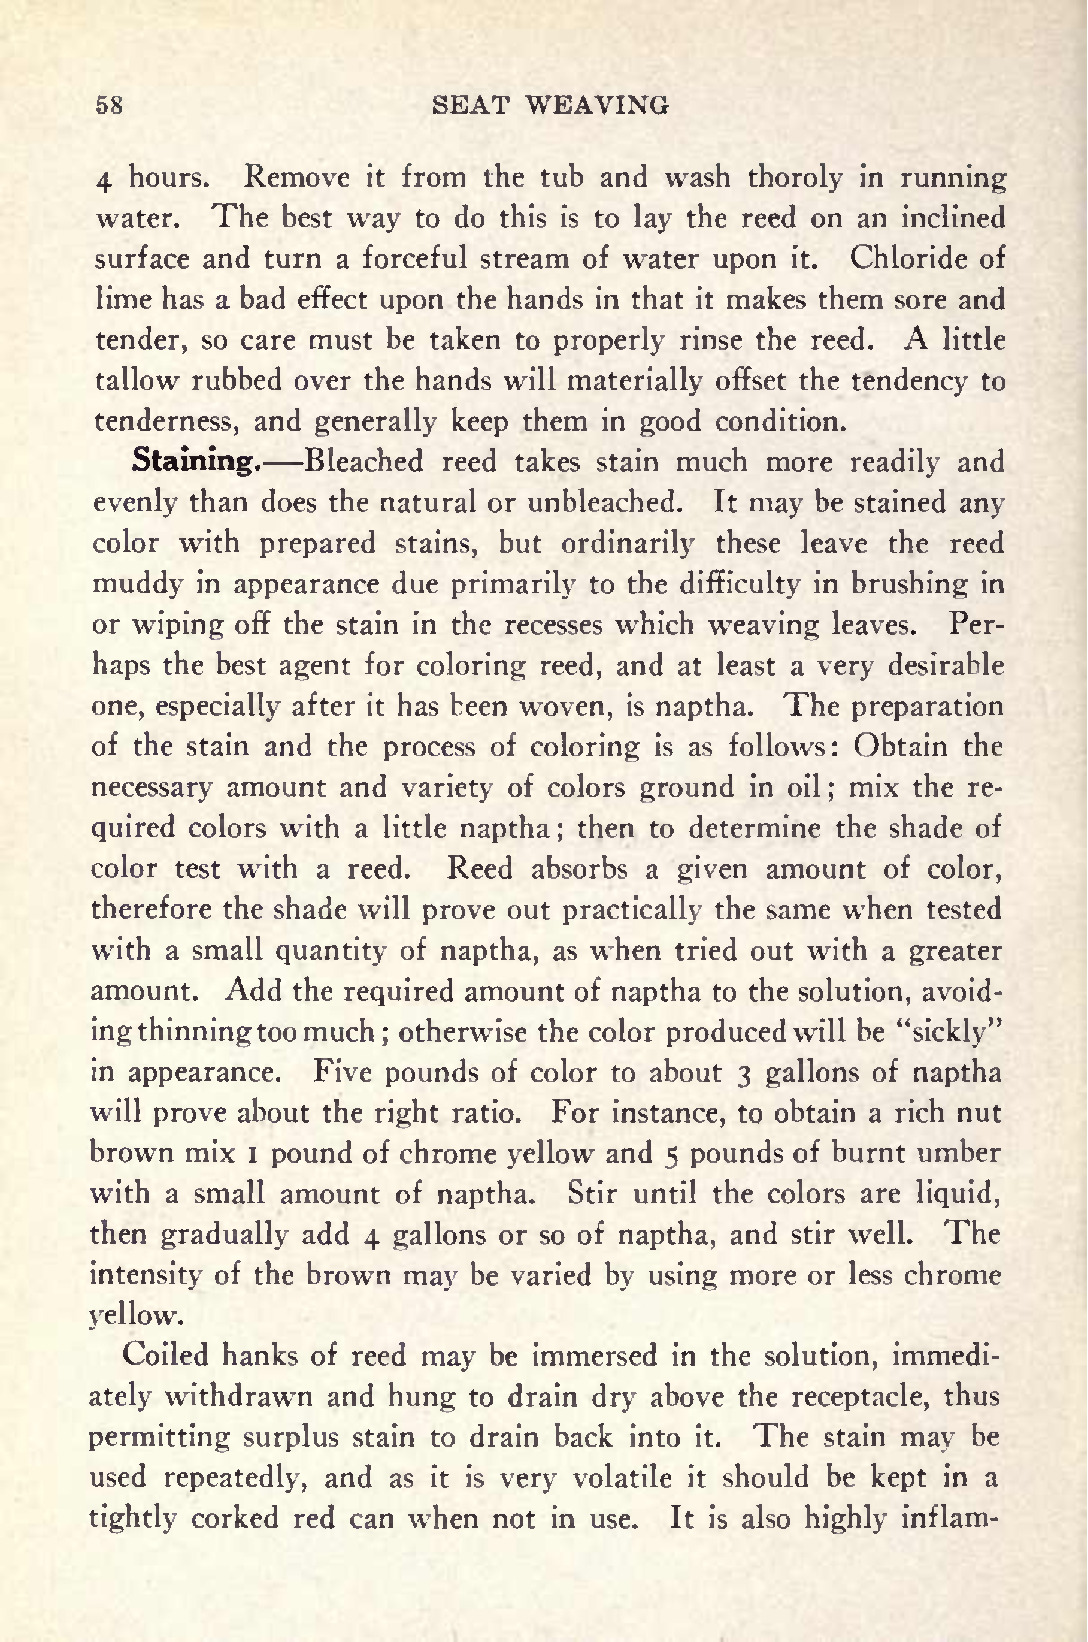 58 SEAT WEAVING
4 hours. Remove it from the tub and wash thoroly in running
water. The best way to do this is to lay the reed on an inclined
surface and turn a forceful stream of water upon it. Chloride of
lime has a bad effect upon the hands in that it makes them sore and
tender, so care must be taken to properly rinse the reed. A little
tallow rubbed over the hands will materially offset the tendency to
tenderness, and generally keep them in good condition.
Staining.—Bleached reed takes stain much more readily and
evenly than does the natural or unbleached. It may be stained any
color with prepared stains, but ordinarily these leave the reed
muddy in appearance due primarily to the difficulty in brushing in
or wiping off the stain in the recesses which weaving leaves. Per-
haps the best agent for coloring reed, and at least a very desirable
one, especially after it has been woven, is naptha. The preparation
of the stain and the process of coloring is as follows: Obtain the
necessary amount and variety of colors ground in oil; mix the re-
quired colors with a little naptha; then to determine the shade of
color test with a reed. Reed absorbs a given amount of color,
therefore the shade will prove out practically the same when tested
with a small quantity of naptha, as when tried out with a greater
amount. Add the required amount of naptha to the solution, avoid-
ing thinning too much; otherwise the color produced will be “sickly”
in appearance. Five pounds of color to about 3 gallons of naptha
will prove about the right ratio. For instance, to obtain a rich nut
brown mix 1 pound of chrome yellow and 5 pounds of burnt umber
with a small amount of naptha. Stir until the colors are liquid,
then gradually add 4 gallons or so of naptha, and stir well. The
intensity of the brown may be varied by using more or less chrome
yellow.
Coiled hanks of reed may be immersed in the solution, immedi-
ately withdrawn and hung to drain dry above the receptacle, thus
permitting surplus stain to drain back into it. The stain may be
used repeatedly, and as it is very volatile it should be kept in a
tightly corked red can when not in use. It is also highly inflam-